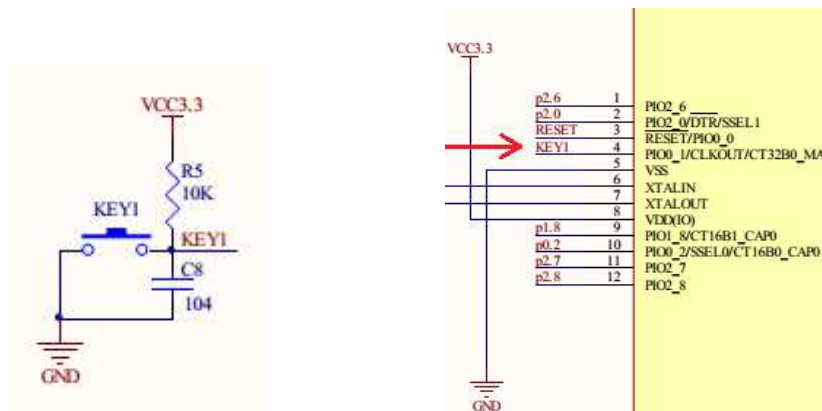 VCC3.3
R5
10K
KEY1
KEY1
C8
104
GND
VCC3.3
p2.6 1 PIO2_6
p2.0 2 PIO2_0/DTR/SSEL1
RESET 3 RESET/PIO0_0
KEY1 4 PIO0_1/CLKOUT/CT32B0_MA
5 VSS
6 XTALIN
7 XTALOUT
8 VDD(IO)
p1.8 9 PIO1_8/CT16B1_CAP0
p0.2 10 PIO0_2/SSEL0/CT16B0_CAP0
p2.7 11 PIO2_7
p2.8 12 PIO2_8
GND